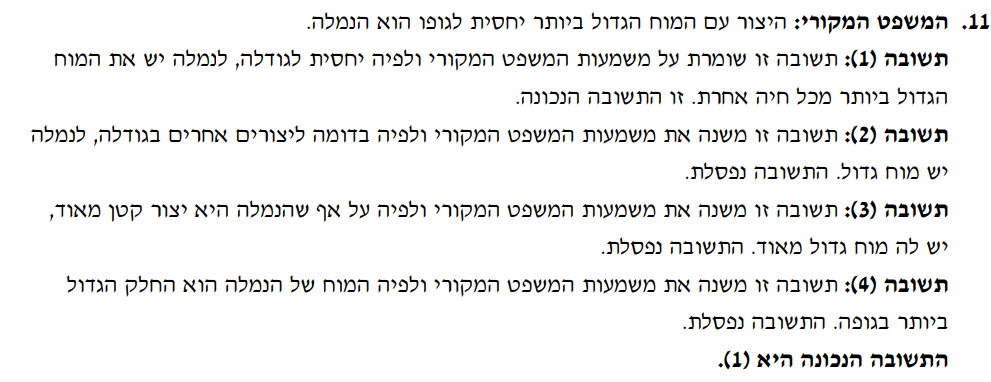 11. המשפט המקורי: היצור עם המוח הגדול ביותר יחסית לגופו הוא הנמלה.
תשובה (1): תשובה זו שומרת על משמעות המשפט המקורי ולפיה יחסית לגודלה, לנמלה יש את המוח
הגדול ביותר מכל חיה אחרת. זו התשובה הנכונה.
תשובה (2): תשובה זו משנה את משמעות המשפט המקורי ולפיה בדומה ליצורים אחרים בגודלה, לנמלה
יש מוח גדול. התשובה נפסלת.
תשובה (3): תשובה זו משנה את משמעות המשפט המקורי ולפיה על אף שהנמלה היא יצור קטן מאוד,
יש לה מוח גדול מאוד. התשובה נפסלת.
תשובה (4): תשובה זו משנה את משמעות המשפט המקורי ולפיה המוח של הנמלה הוא החלק הגדול
ביותר בגופה. התשובה נפסלת.
התשובה הנכונה היא (1).